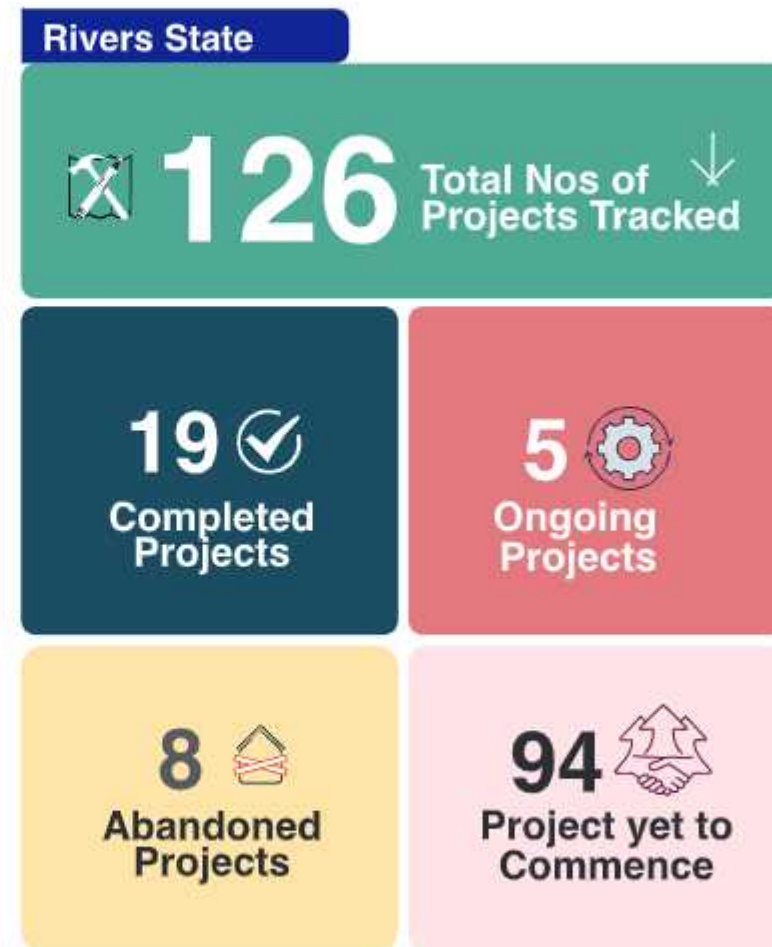 Rivers State
126
Total Nos of
Projects Tracked
19
Completed
Projects
5
Ongoing
Projects
8
Abandoned
Projects
94
Project yet to
Commence